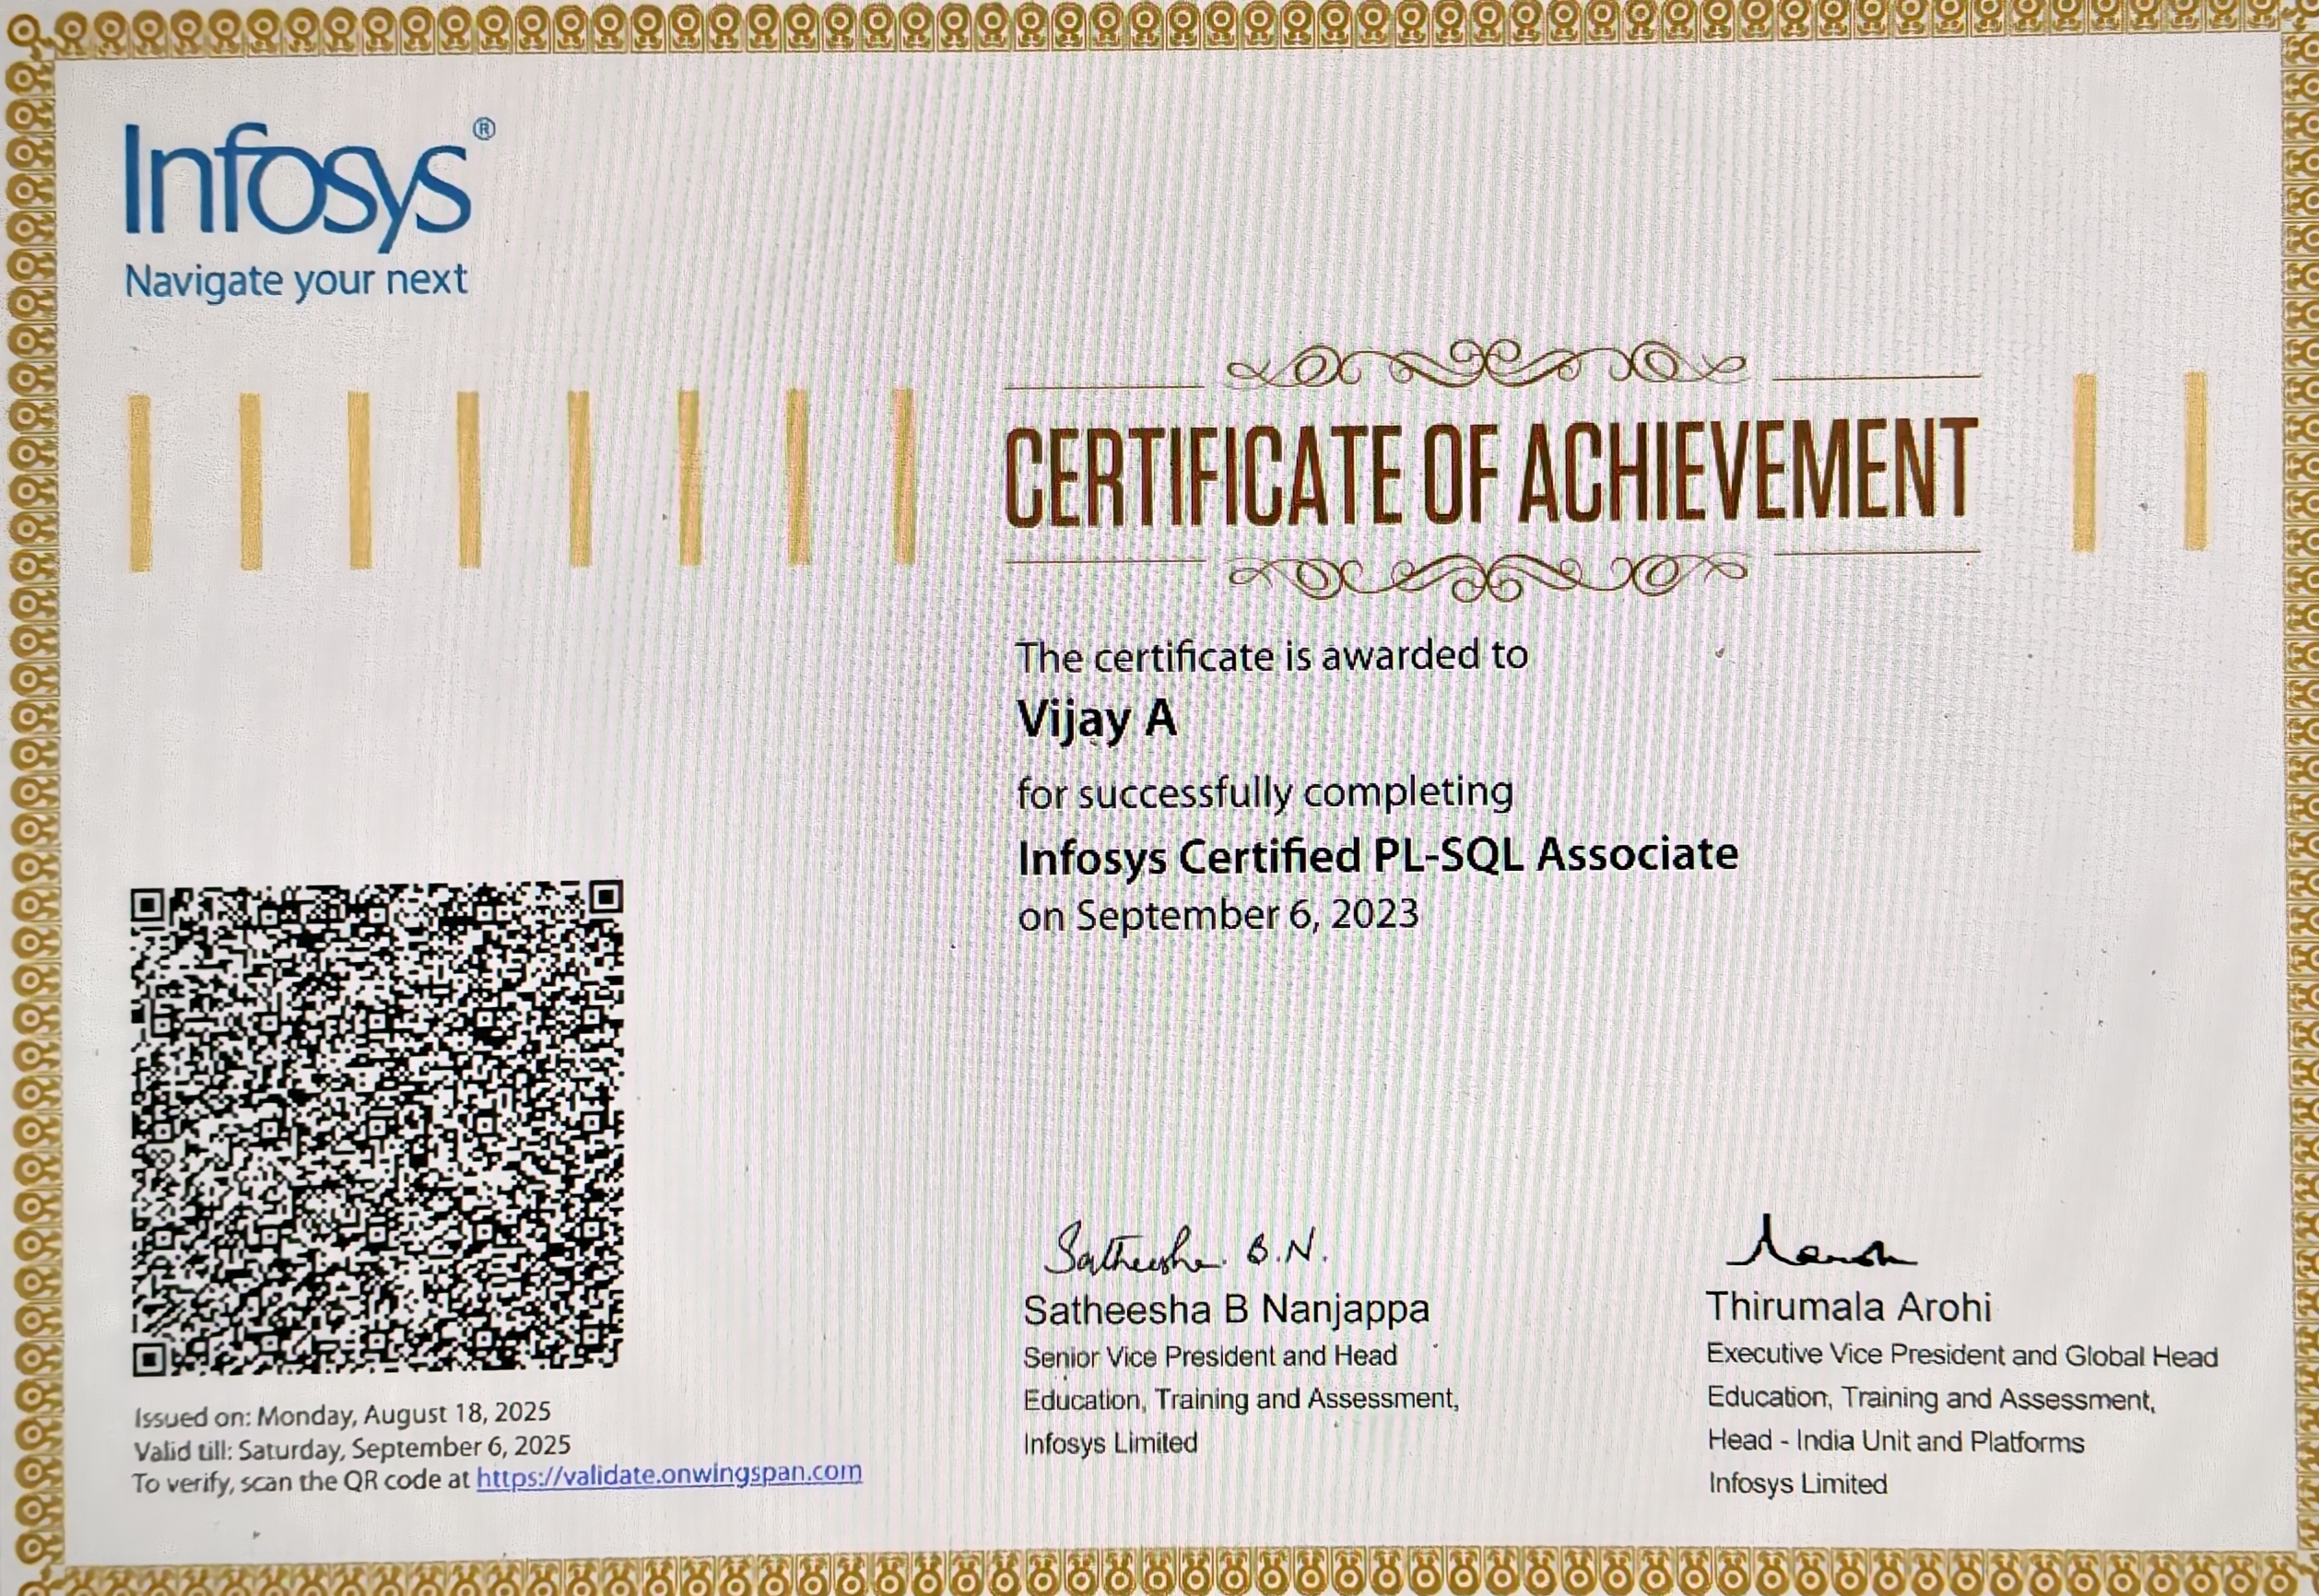 Infosys®
Navigate your next
CERTIFICATE OF ACHIEVEMENT
The certificate is awarded to
Vijay A
for successfully completing
Infosys Certified PL-SQL Associate
on September 6, 2023
Issued on: Monday, August 18, 2025
Valid till: Saturday, September 6, 2025
To verify, scan the QR code at https://validate.onwingspan.com
Satheesha B.N.
Satheesha B Nanjappa
Senior Vice President and Head
Education, Training and Assessment,
Infosys Limited
Thirumala Arohi
Executive Vice President and Global Head
Education, Training and Assessment,
Head - India Unit and Platforms
Infosys Limited